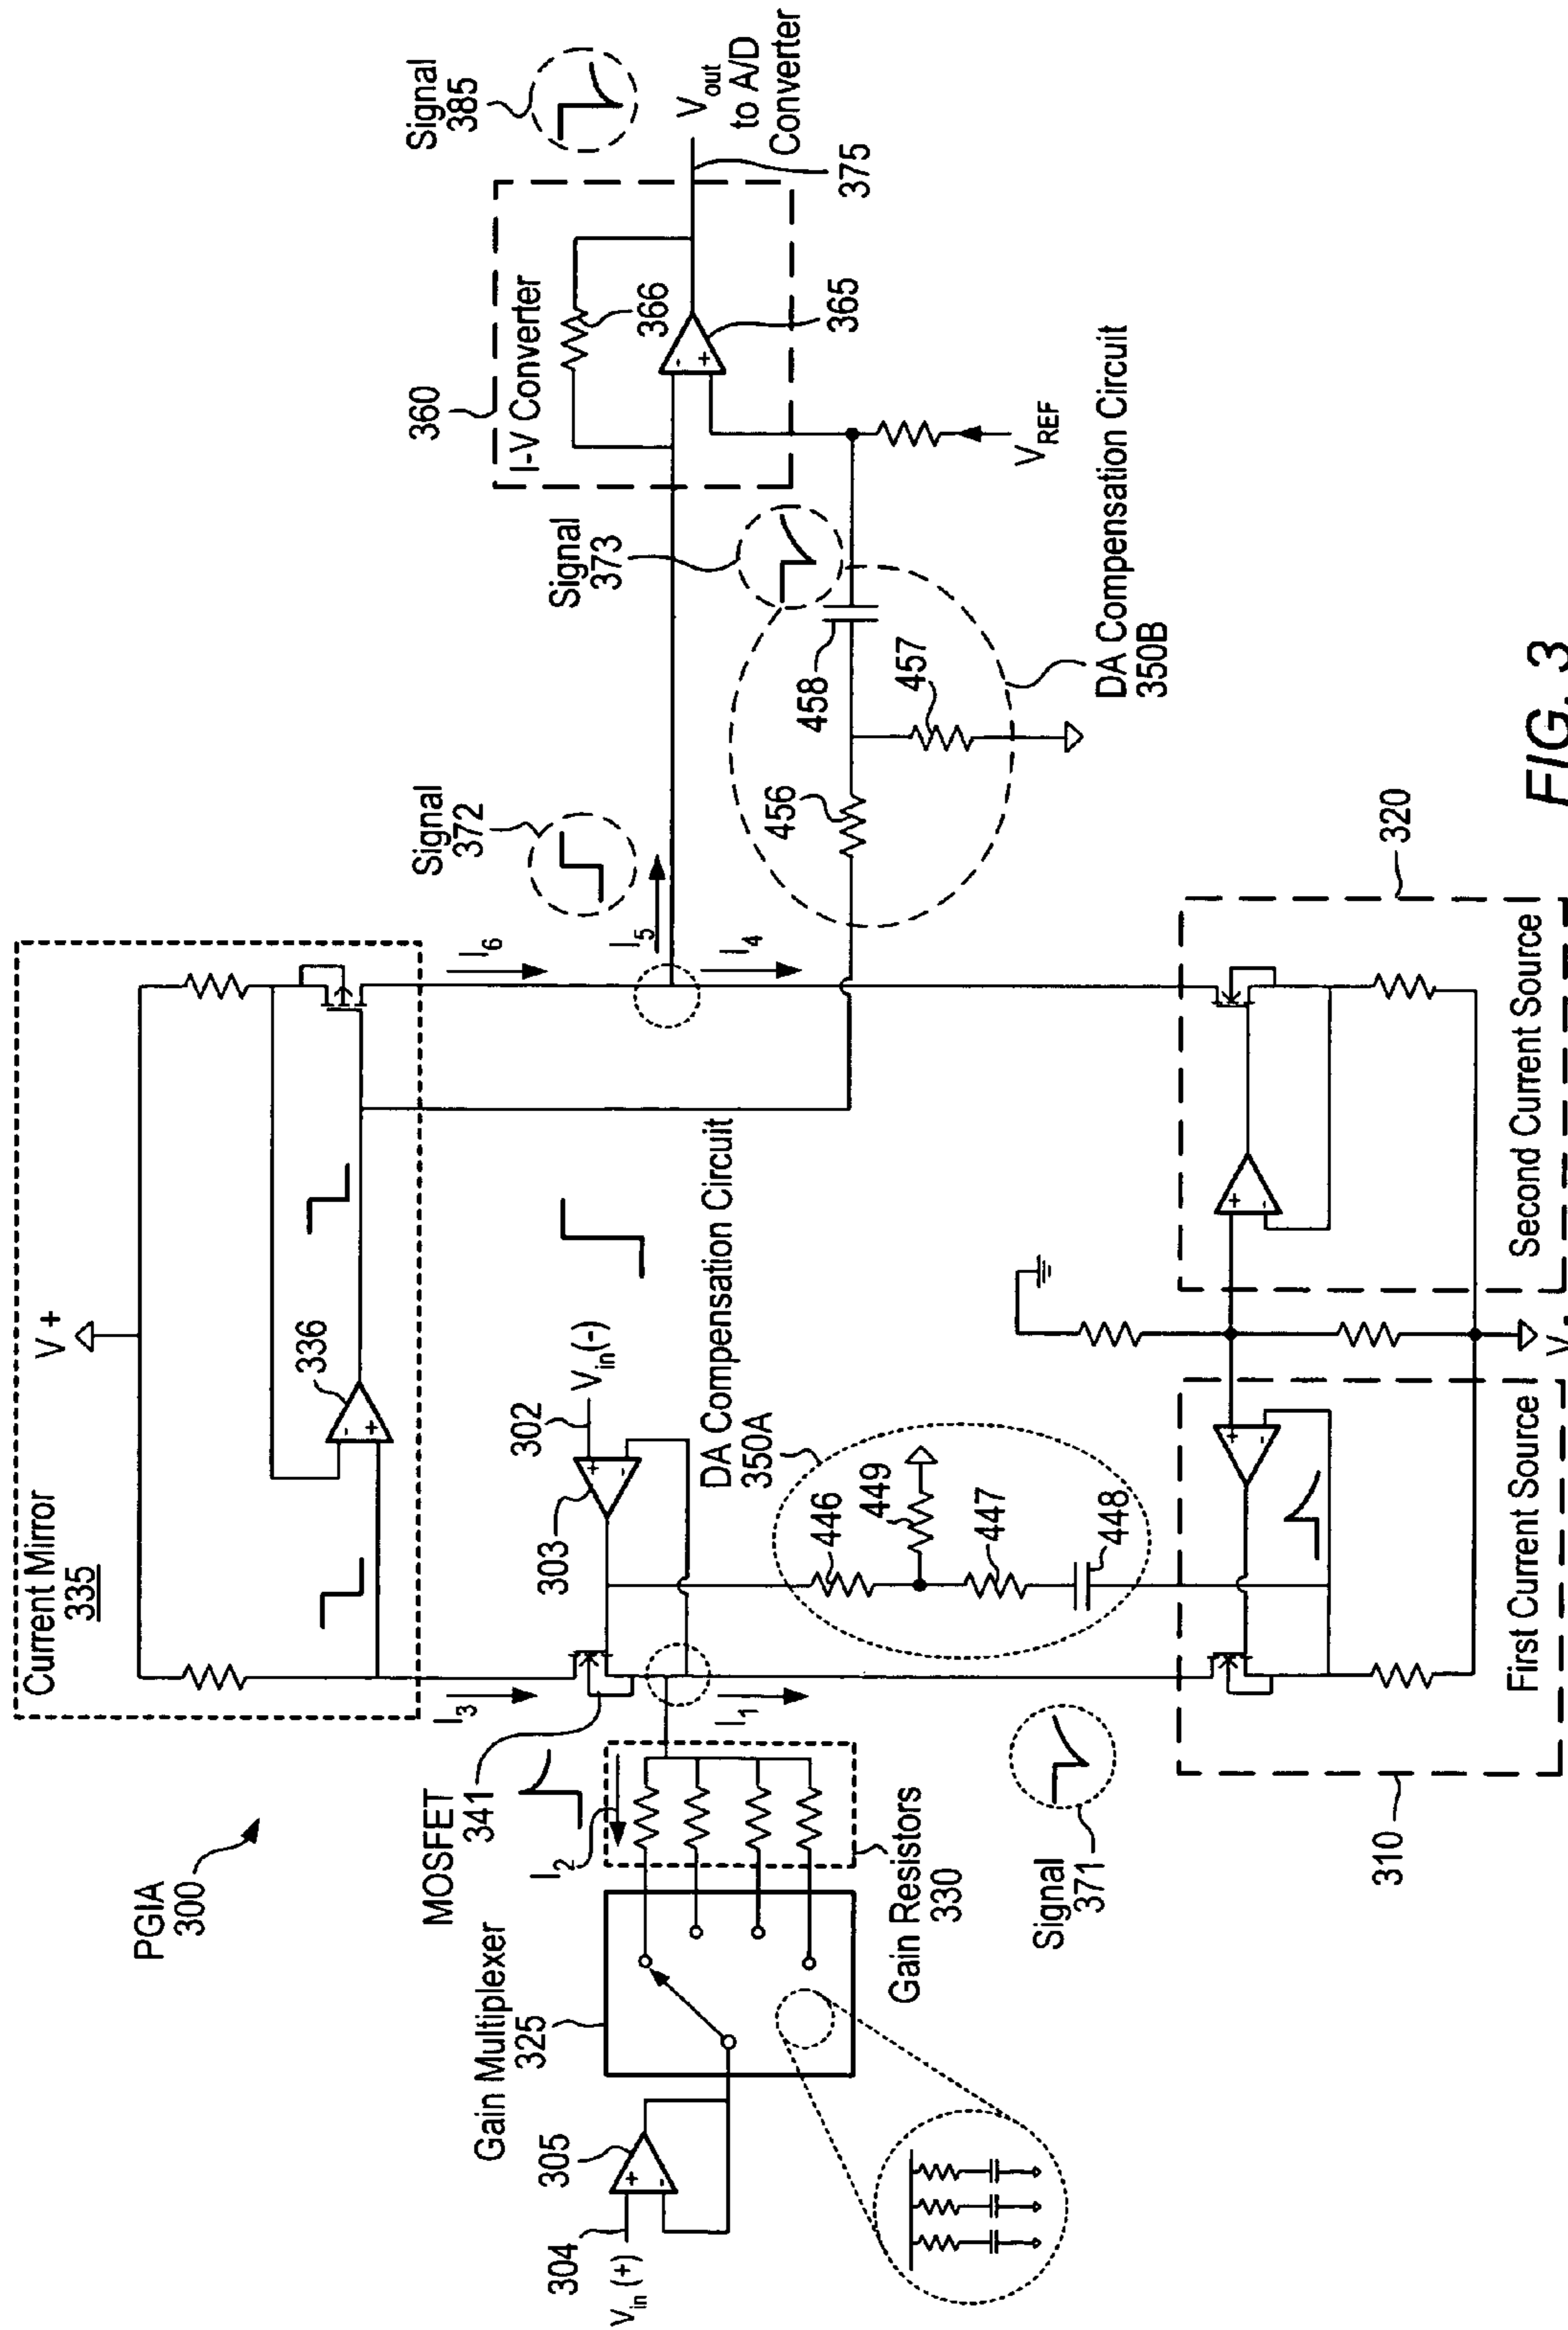 PGIA
300
Current Mirror
335
V +
336
I3
I6
MOSFET
341
I2
303
302
Vin(-)
Signal
372
I5
I4
I1
Gain Multiplexer
325
305
304
Vin (+)
Gain Resistors
330
DA Compensation Circuit
350A
446
449
447
448
Signal
371
360
I-V Converter
366
365
Signal
385
Vout
to A/D
Converter
375
Signal
373
456
458
457
VREF
DA Compensation Circuit
350B
310
First Current Source
V-
Second Current Source
320
+
-
+
-
+
-
+
-
+
-
+
-
FIG. 3